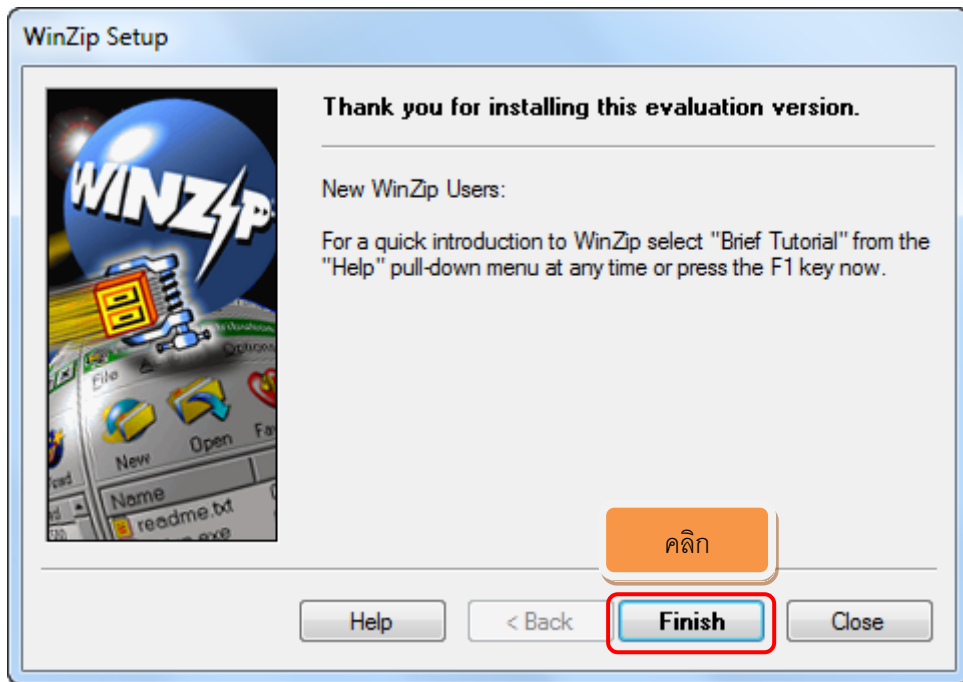 WinZip Setup
Thank you for installing this evaluation version.
New WinZip Users:
For a quick introduction to WinZip select "Brief Tutorial" from the
"Help" pull-down menu at any time or press the F1 key now.
WINZIP
File
Options
New
Open
Name
readme.txt
คลิก
Help
< Back
Finish
Close